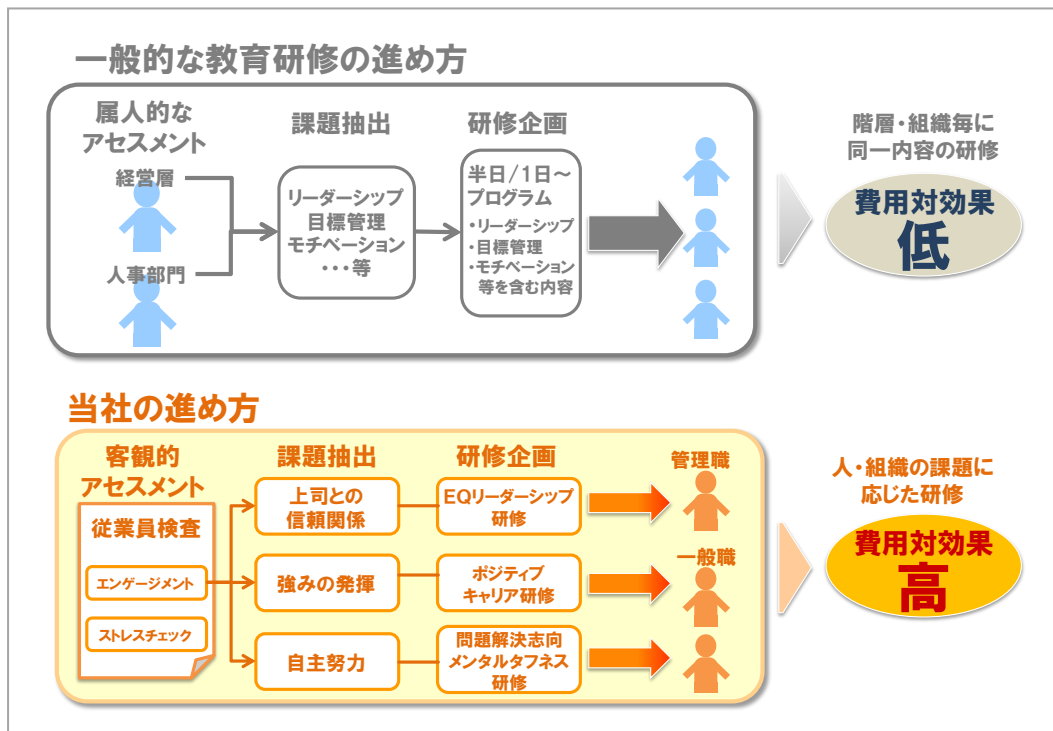 一般的な教育研修の進め方
属人的な
アセスメント
経営層
人事部門
課題抽出
リーダーシップ
目標管理
モチベーション
・・・等
研修企画
半日/1日～
プログラム
・リーダーシップ
・目標管理
・モチベーション
等を含む内容
階層・組織毎に
同一内容の研修
費用対効果
低
当社の進め方
客観的
アセスメント
従業員検査
エンゲージメント
ストレスチェック
課題抽出
上司との
信頼関係
強みの発揮
自主努力
研修企画
EQリーダーシップ
研修
ポジティブ
キャリア研修
問題解決志向
メンタルタフネス
研修
管理職
一般職
人・組織の課題に
応じた研修
費用対効果
高